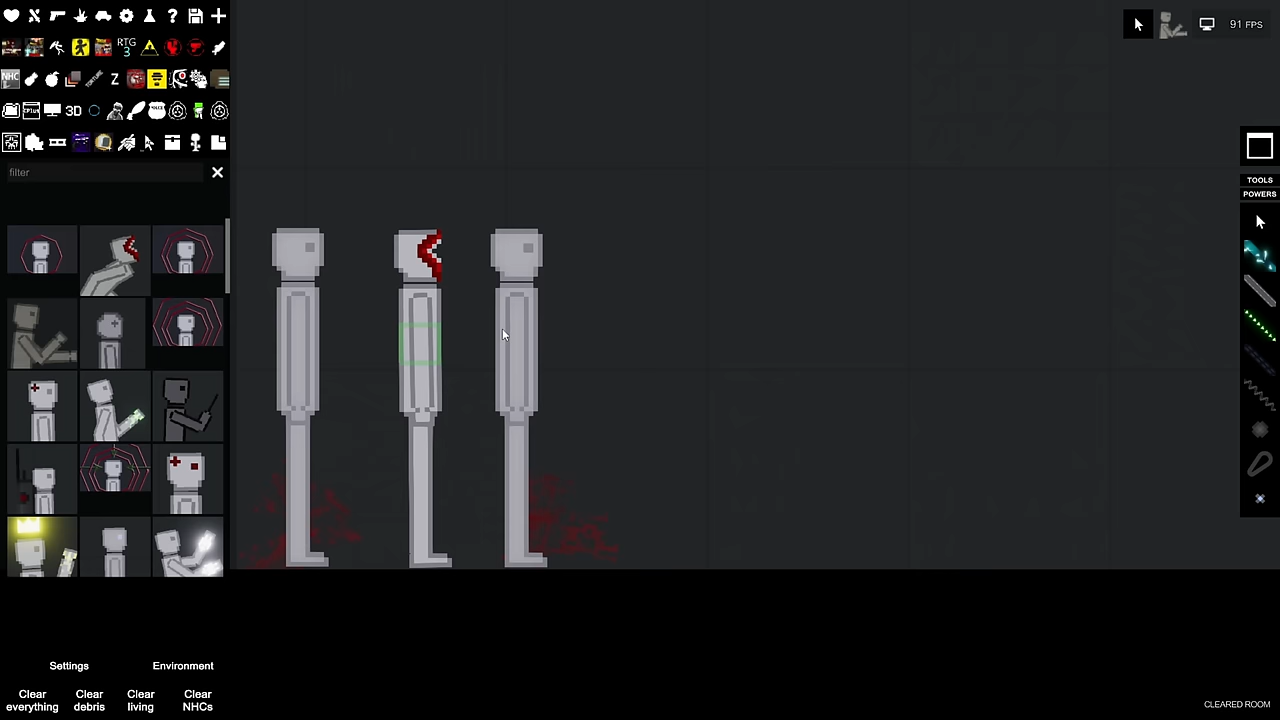 91 FPS
RTG
3
NHC
Z
3D
filter
TOOLS
POWERS
Settings
Environment
Clear everything
Clear debris
Clear living
Clear NHCs
CLEARED ROOM